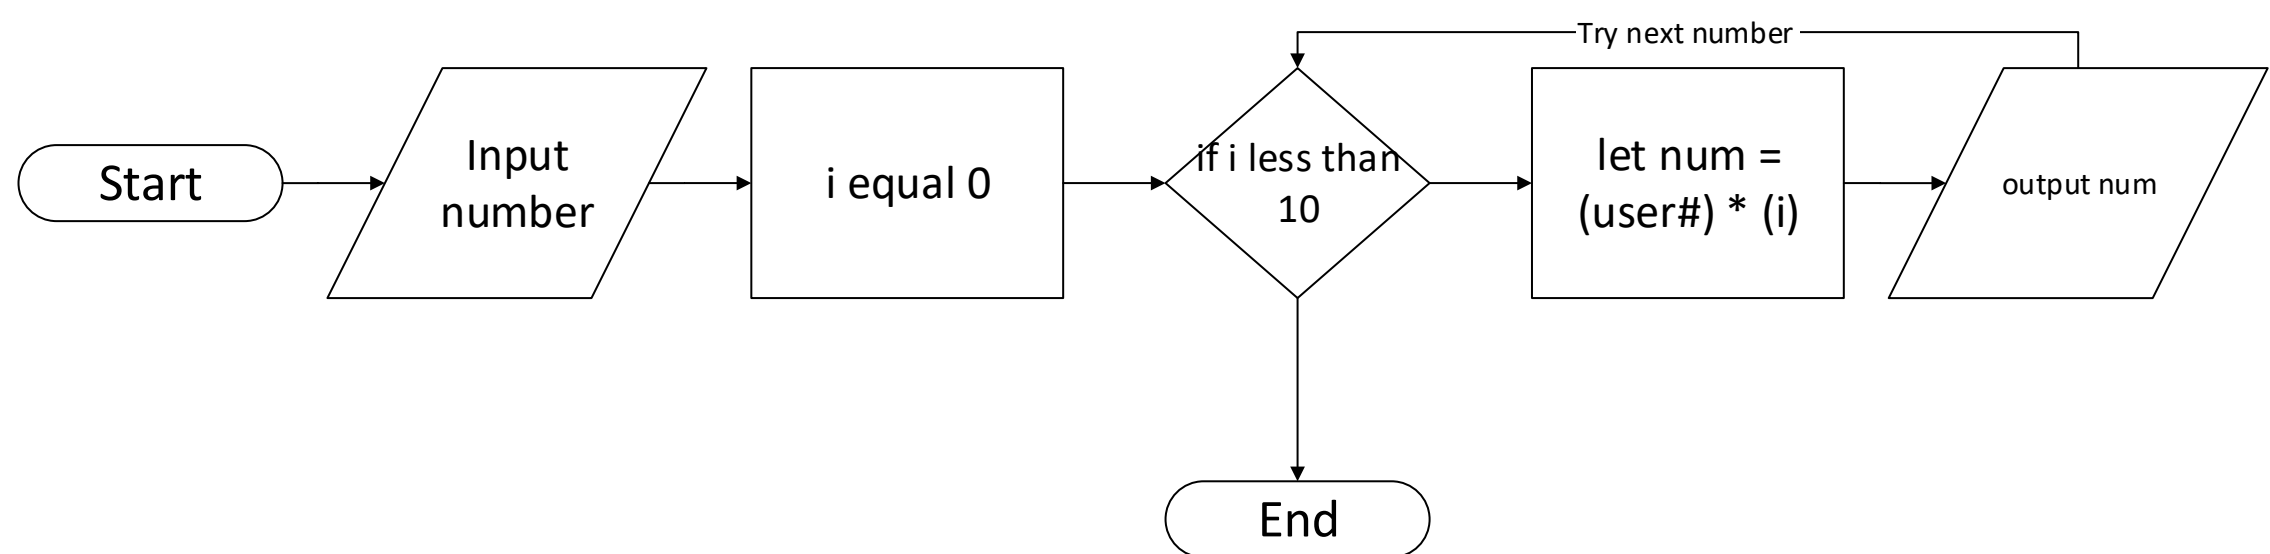 Start
Input
number
i equal 0
if i less than
10
Try next number
let num =
(user#) * (i)
output num
End